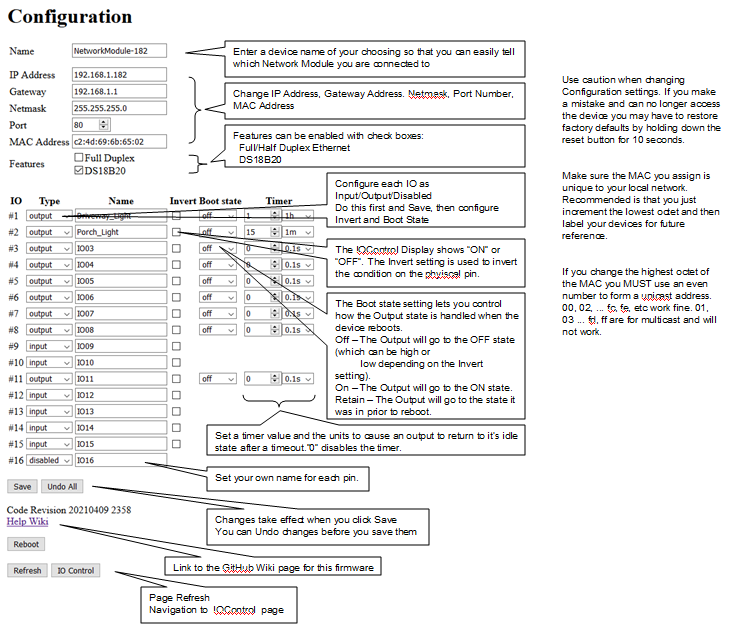 Configuration
Name NetworkModule-182
IP Address 192.168.1.182
Gateway 192.168.1.1
Netmask 255.255.255.0
Port 80
MAC Address c2:4d:69:6b:65:02
Features Full Duplex
DS18B20
IO Type Name Invert Boot state Timer
#1 output Driveway_Light off 1 1h
#2 output Porch_Light off 15 1m
#3 output IO03 off 0 0.1s
#4 output IO04 off 0 0.1s
#5 output IO05 off 0 0.1s
#6 output IO06 off 0 0.1s
#7 output IO07 off 0 0.1s
#8 output IO08 off 0 0.1s
#9 input IO09
#10 input IO10
#11 output IO11 off 0 0.1s
#12 input IO12
#13 input IO13
#14 input IO14
#15 input IO15
#16 disabled IO16
Save Undo All
Code Revision 20210409 2358
Help Wiki
Reboot
Refresh IO Control
Enter a device name of your choosing so that you can easily tell
which Network Module you are connected to
Change IP Address, Gateway Address. Netmask, Port Number,
MAC Address
Features can be enabled with check boxes:
Full/Half Duplex Ethernet
DS18B20
Configure each IO as
Input/Output/Disabled
Do this first and Save, then configure
Invert and Boot State
The IOControl Display shows "ON" or
"OFF". The Invert setting is used to invert
the condition on the phyiscal pin.
The Boot state setting lets you control
how the Output state is handled when the
device reboots.
Off – The Output will go to the OFF state
(which can be high or
low depending on the Invert
setting).
On – The Output will go to the ON state.
Retain – The Output will go to the state it
was in prior to reboot.
Set a timer value and the units to cause an output to return to it's idle
state after a timeout."0" disables the timer.
Set your own name for each pin.
Changes take effect when you click Save
You can Undo changes before you save them
Link to the GitHub Wiki page for this firmware
Page Refresh
Navigation to IOControl page
Use caution when changing
Configuration settings. If you make
a mistake and can no longer access
the device you may have to restore
factory defaults by holding down the
reset button for 10 seconds.
Make sure the MAC you assign is
unique to your local network.
Recommended is that you just
increment the lowest octet and then
label your devices for future
reference.
If you change the highest octet of
the MAC you MUST use an even
number to form a unicast address.
00, 02, ... fc, fe, etc work fine. 01,
03 ... fd, ff are for multicast and will
not work.